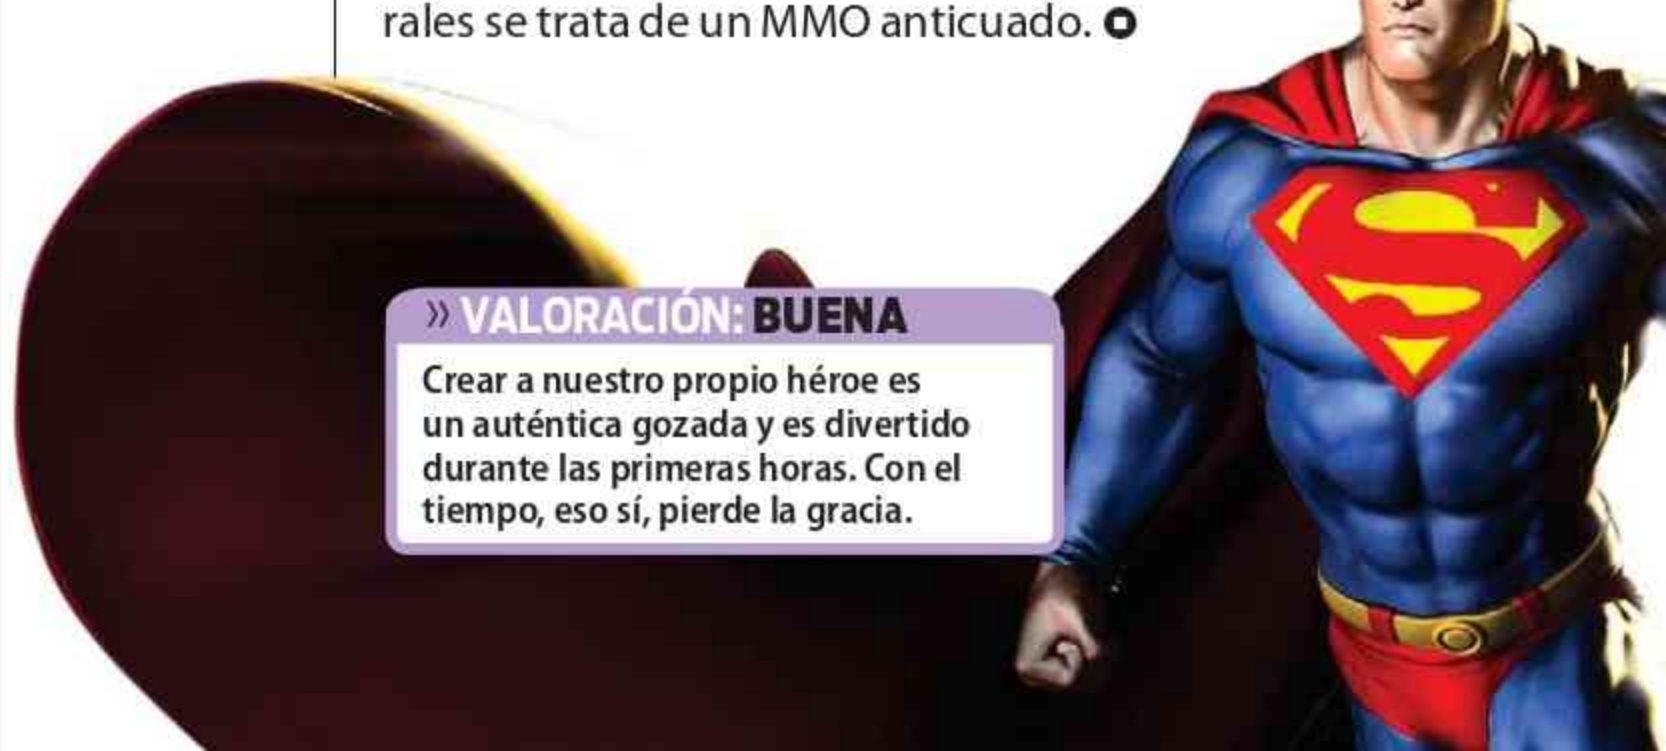 rales se trata de un MMO anticuado.
» VALORACIÓN: BUENA
Crear a nuestro propio héroe es
un auténtica gozada y es divertido
durante las primeras horas. Con el
tiempo, eso sí, pierde la gracia.